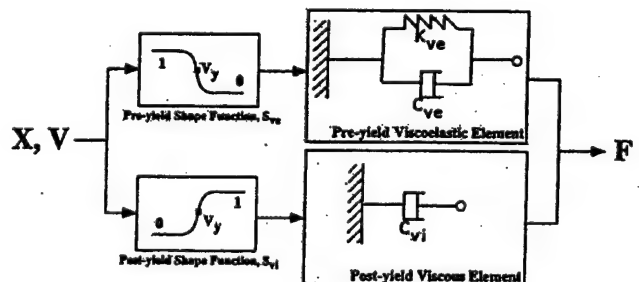 1
V_y
0
Pre-yield Shape Function, S_ve
K_ve
C_ve
Pre-yield Viscoelastic Element
X, V
F
0
V_y
1
Post-yield Shape Function, S_vi
C_vi
Post-yield Viscous Element